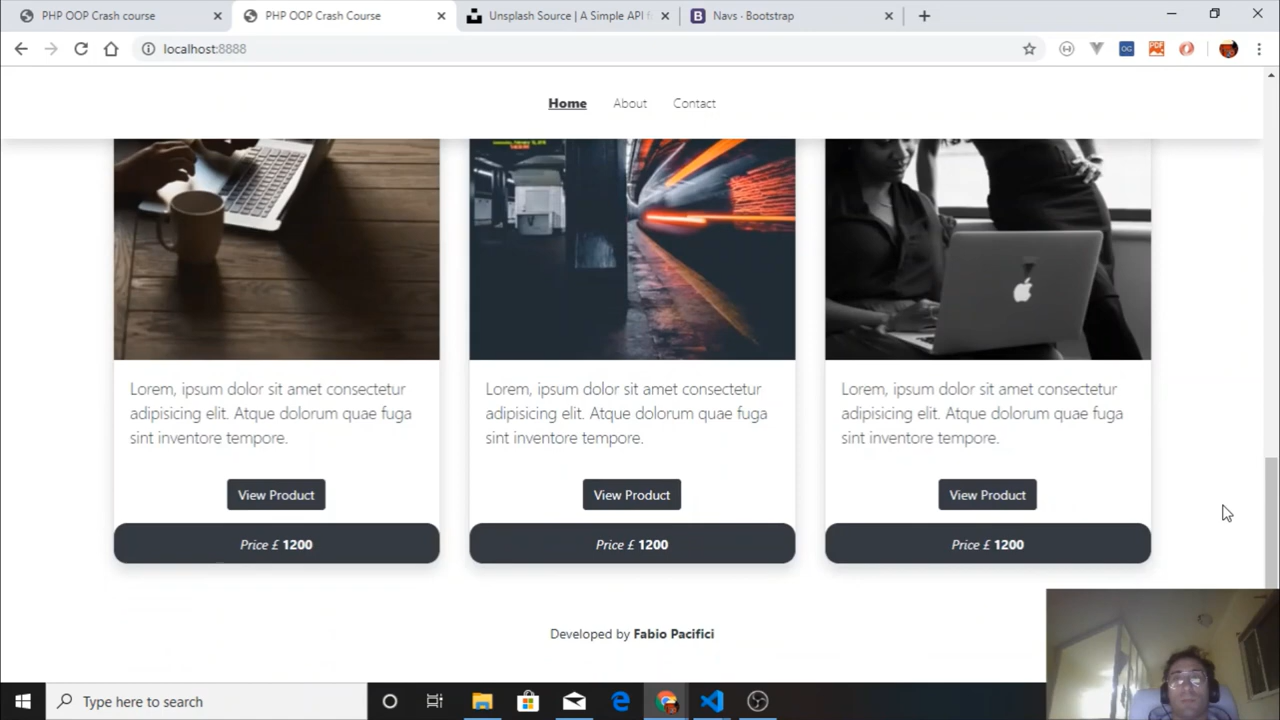 PHP OOP Crash course
PHP OOP Crash Course
Unsplash Source | A Simple API f
Navs · Bootstrap
localhost:8888
OG
PDF
Home About Contact
Lorem, ipsum dolor sit amet consectetur
adipisicing elit. Atque dolorum quae fuga
sint inventore tempore.
View Product
Price £ 1200
Lorem, ipsum dolor sit amet consectetur
adipisicing elit. Atque dolorum quae fuga
sint inventore tempore.
View Product
Price £ 1200
Lorem, ipsum dolor sit amet consectetur
adipisicing elit. Atque dolorum quae fuga
sint inventore tempore.
View Product
Price £ 1200
Developed by Fabio Pacifici
Type here to search